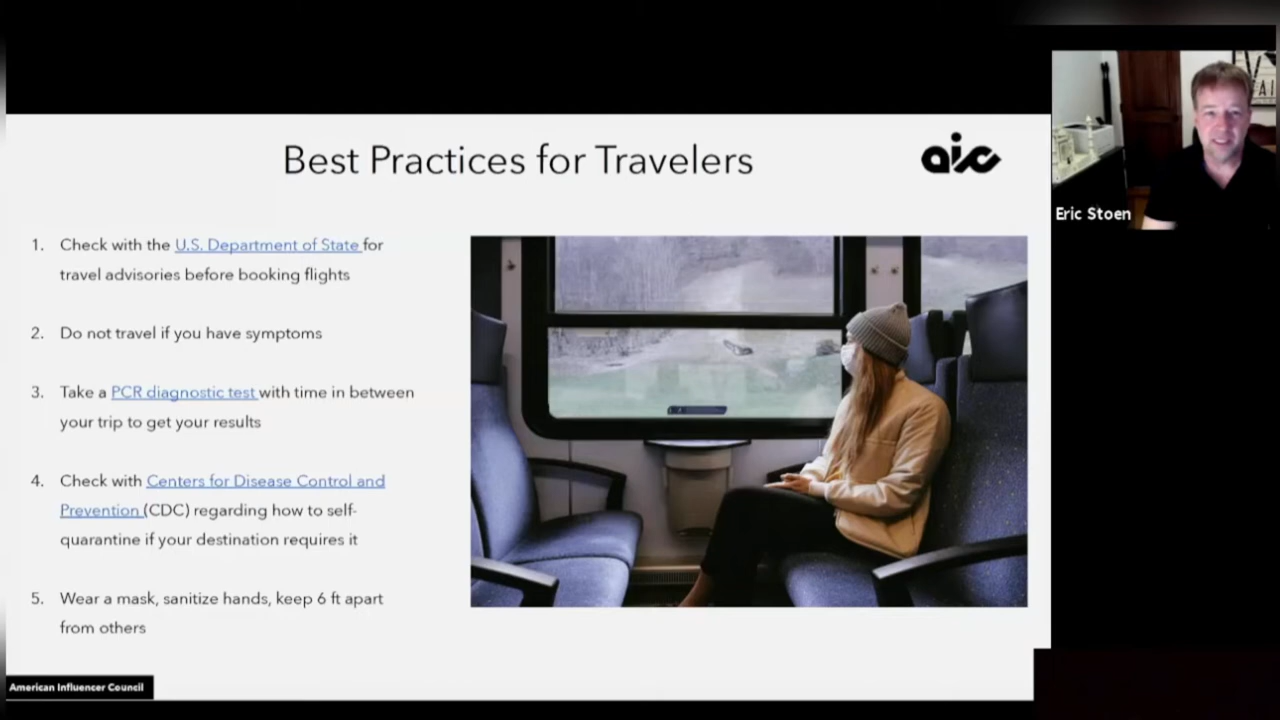 Best Practices for Travelers
aic
1. Check with the U.S. Department of State for
travel advisories before booking flights
2. Do not travel if you have symptoms
3. Take a PCR diagnostic test with time in between
your trip to get your results
4. Check with Centers for Disease Control and
Prevention (CDC) regarding how to self-
quarantine if your destination requires it
5. Wear a mask, sanitize hands, keep 6 ft apart
from others
American Influencer Council
Eric Stoen